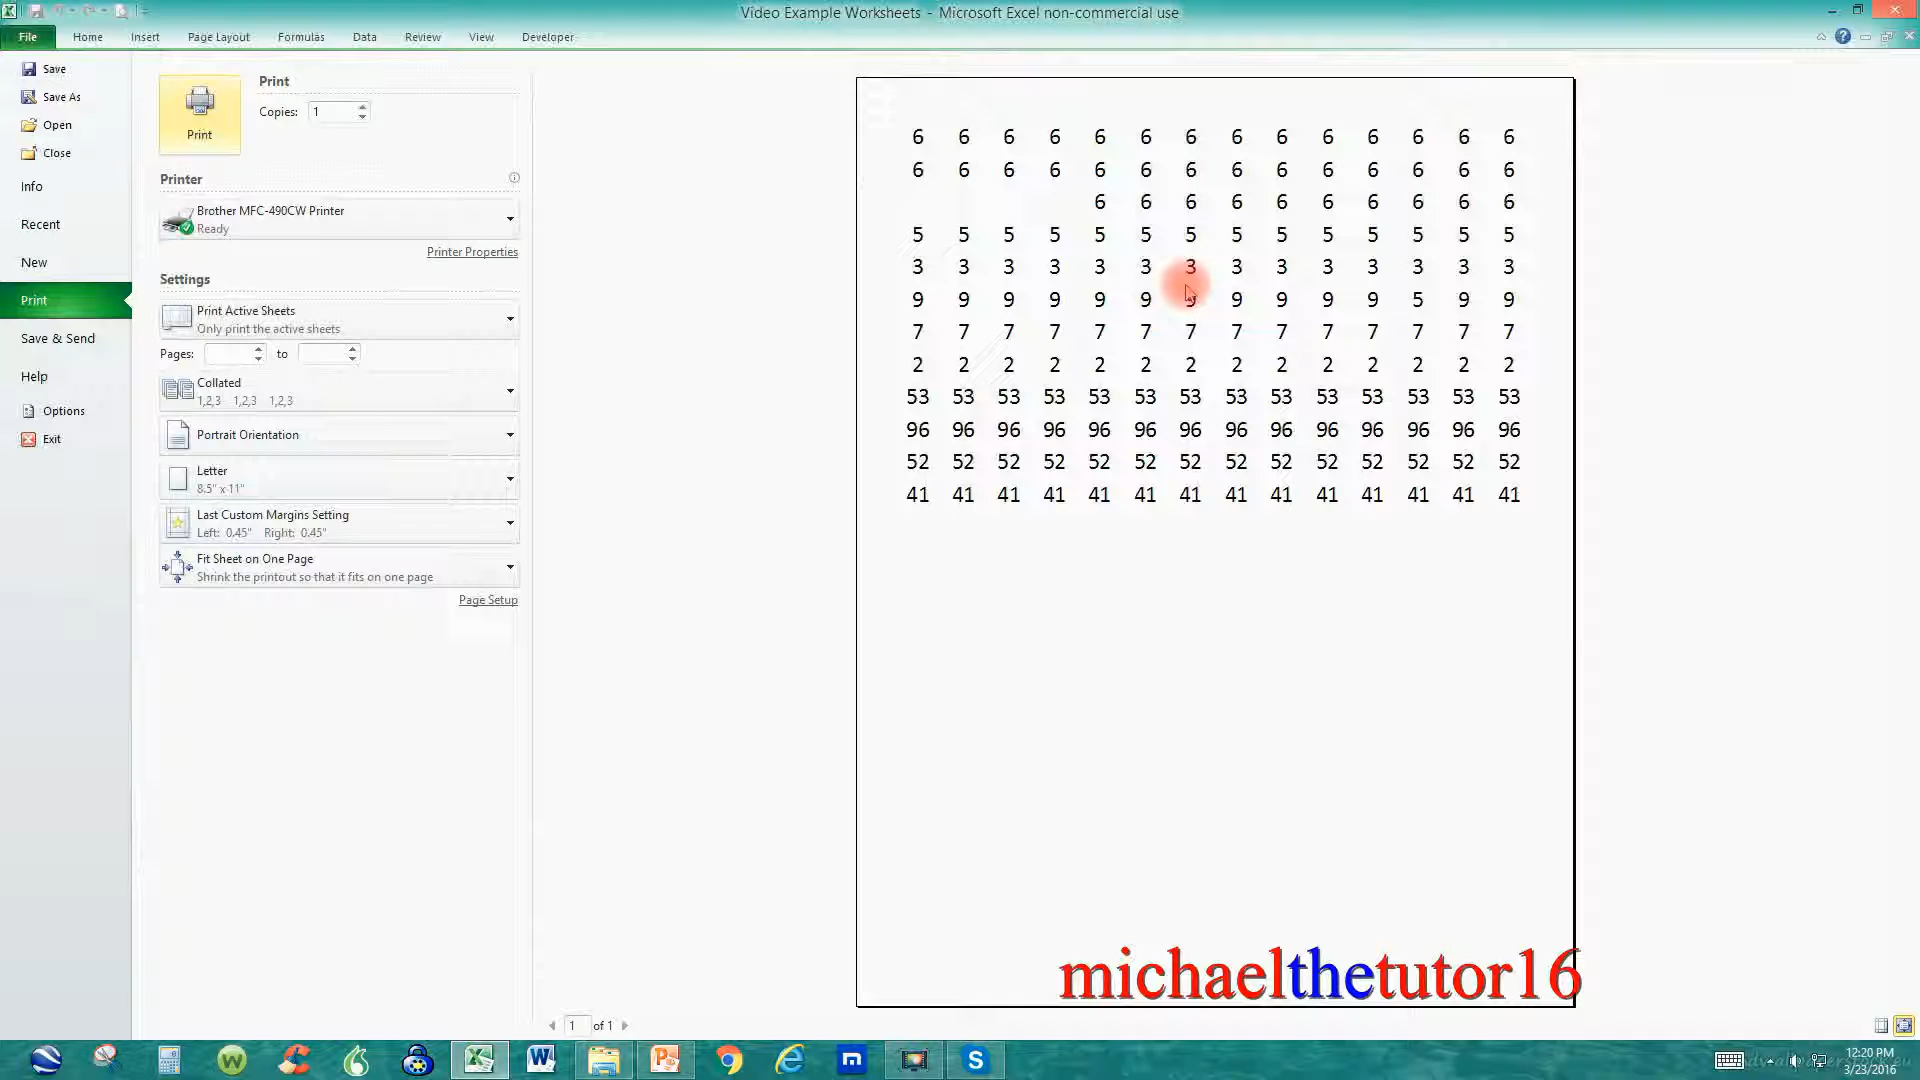 Video Example Worksheets - Microsoft Excel non-commercial use
File Home Insert Page Layout Formulas Data Review View Developer
Save
Save As
Open
Close
Info
Recent
New
Print
Save & Send
Help
Options
Exit
Print
Print
Copies: 1
Printer
Brother MFC-490CW Printer
Ready
Printer Properties
Settings
Print Active Sheets
Only print the active sheets
Pages: to
Collated
1,2,3 1,2,3 1,2,3
Portrait Orientation
Letter
8.5" x 11"
Last Custom Margins Setting
Left: 0.45" Right: 0.45"
Fit Sheet on One Page
Shrink the printout so that it fits on one page
Page Setup
6 6 6 6 6 6 6 6 6 6 6 6 6 6
6 6 6 6 6 6 6 6 6 6 6 6 6 6
6 6 6 6 6 6 6 6 6 6
5 5 5 5 5 5 5 5 5 5 5 5 5 5
3 3 3 3 3 3 3 3 3 3 3 3 3 3
9 9 9 9 9 9 9 9 9 9 9 5 9 9
7 7 7 7 7 7 7 7 7 7 7 7 7 7
2 2 2 2 2 2 2 2 2 2 2 2 2 2
53 53 53 53 53 53 53 53 53 53 53 53 53 53
96 96 96 96 96 96 96 96 96 96 96 96 96 96
52 52 52 52 52 52 52 52 52 52 52 52 52 52
41 41 41 41 41 41 41 41 41 41 41 41 41 41
michaelthetutor16
1 of 1
12:20 PM
3/23/2016